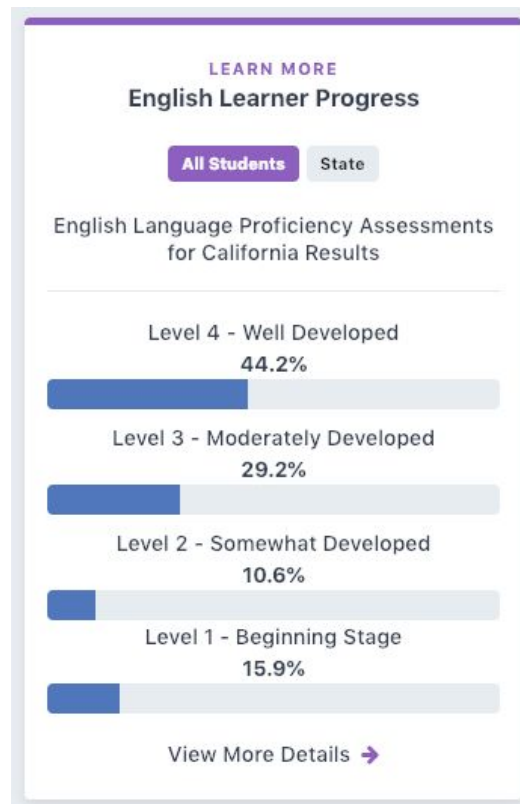 LEARN MORE
English Learner Progress
All Students State
English Language Proficiency Assessments
for California Results
Level 4 - Well Developed
44.2%
Level 3 - Moderately Developed
29.2%
Level 2 - Somewhat Developed
10.6%
Level 1 - Beginning Stage
15.9%
View More Details →